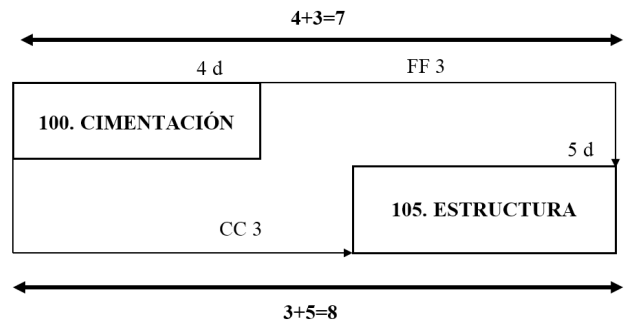 4+3=7
4 d
FF 3
100. CIMENTACIÓN
5 d
105. ESTRUCTURA
CC 3
3+5=8